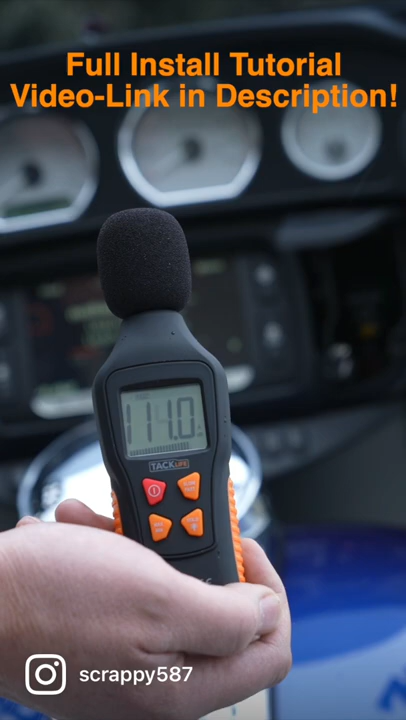 Full Install Tutorial
Video-Link in Description!
114.0
TACKLIFE
scrappy587